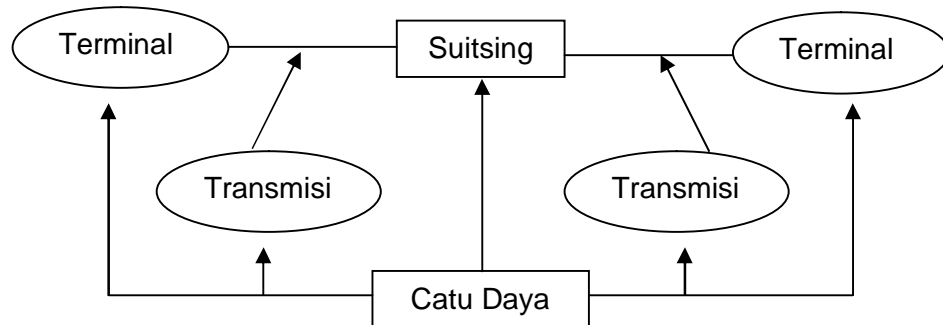 Terminal
Suitsing
Terminal
Transmisi
Transmisi
Catu Daya